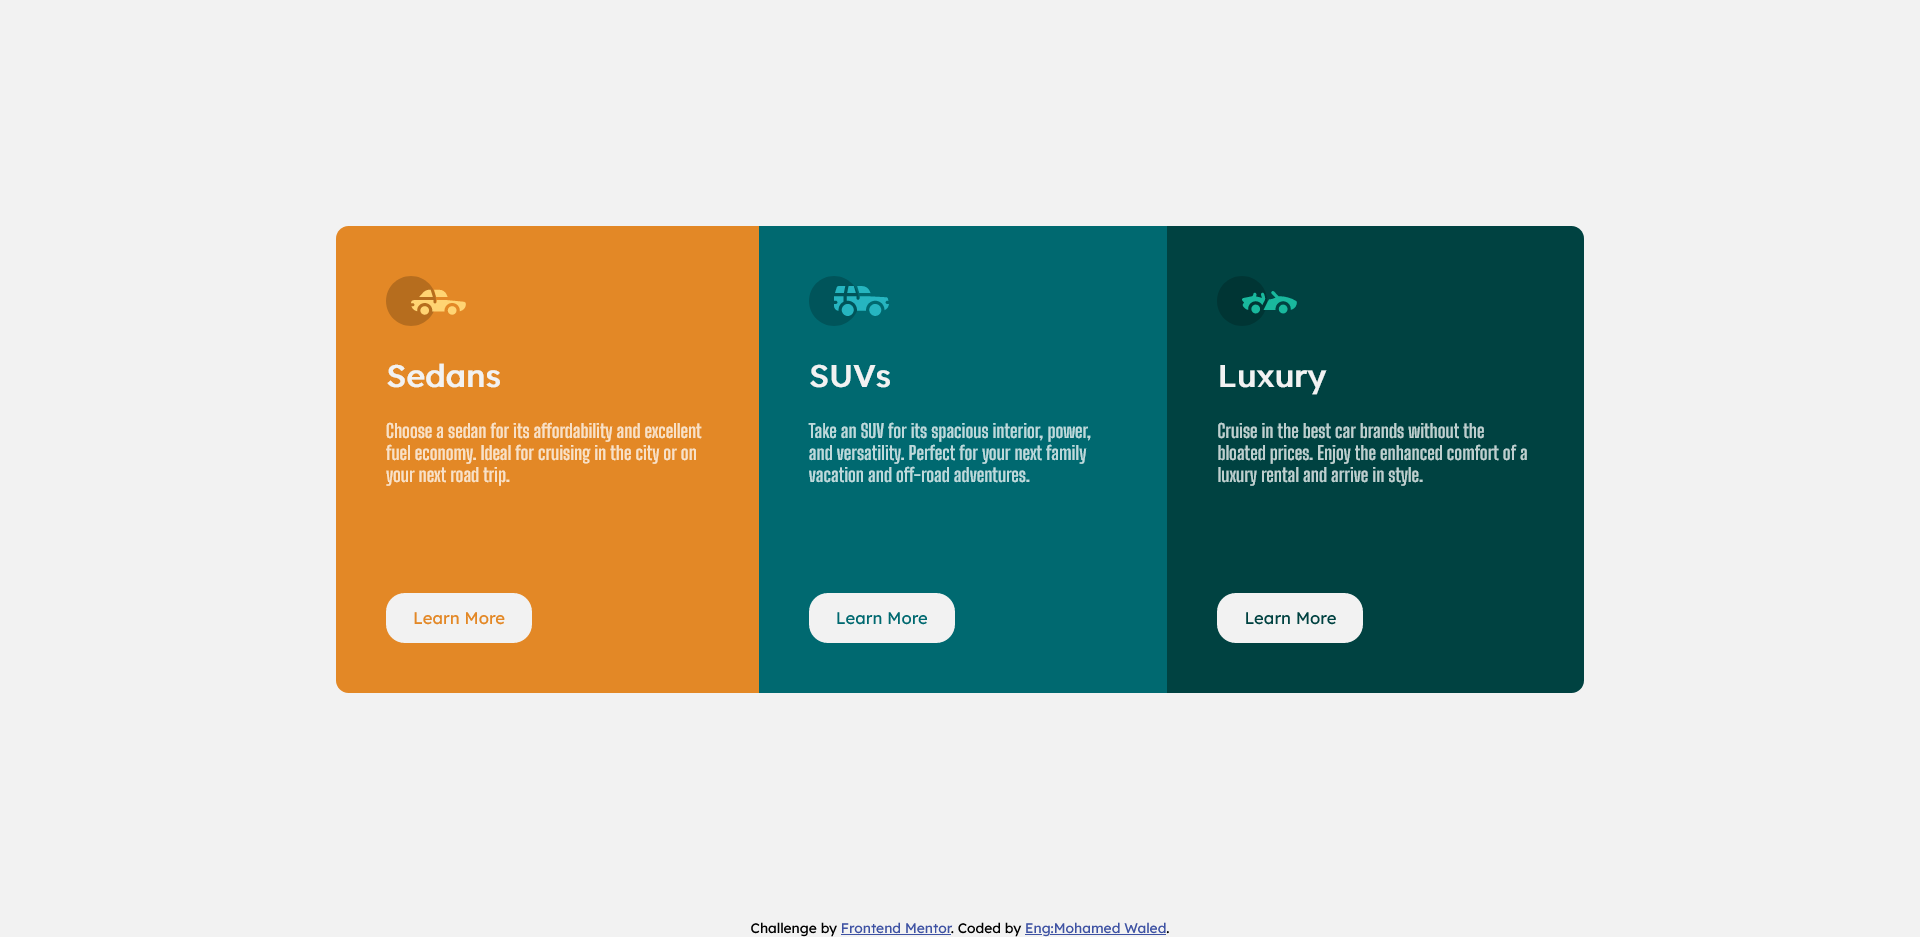 Sedans
Choose a sedan for its affordability and excellent
fuel economy. Ideal for cruising in the city or on
your next road trip.
Learn More
SUVs
Take an SUV for its spacious interior, power,
and versatility. Perfect for your next family
vacation and off-road adventures.
Learn More
Luxury
Cruise in the best car brands without the
bloated prices. Enjoy the enhanced comfort of a
luxury rental and arrive in style.
Learn More
Challenge by Frontend Mentor. Coded by Eng:Mohamed Waled.